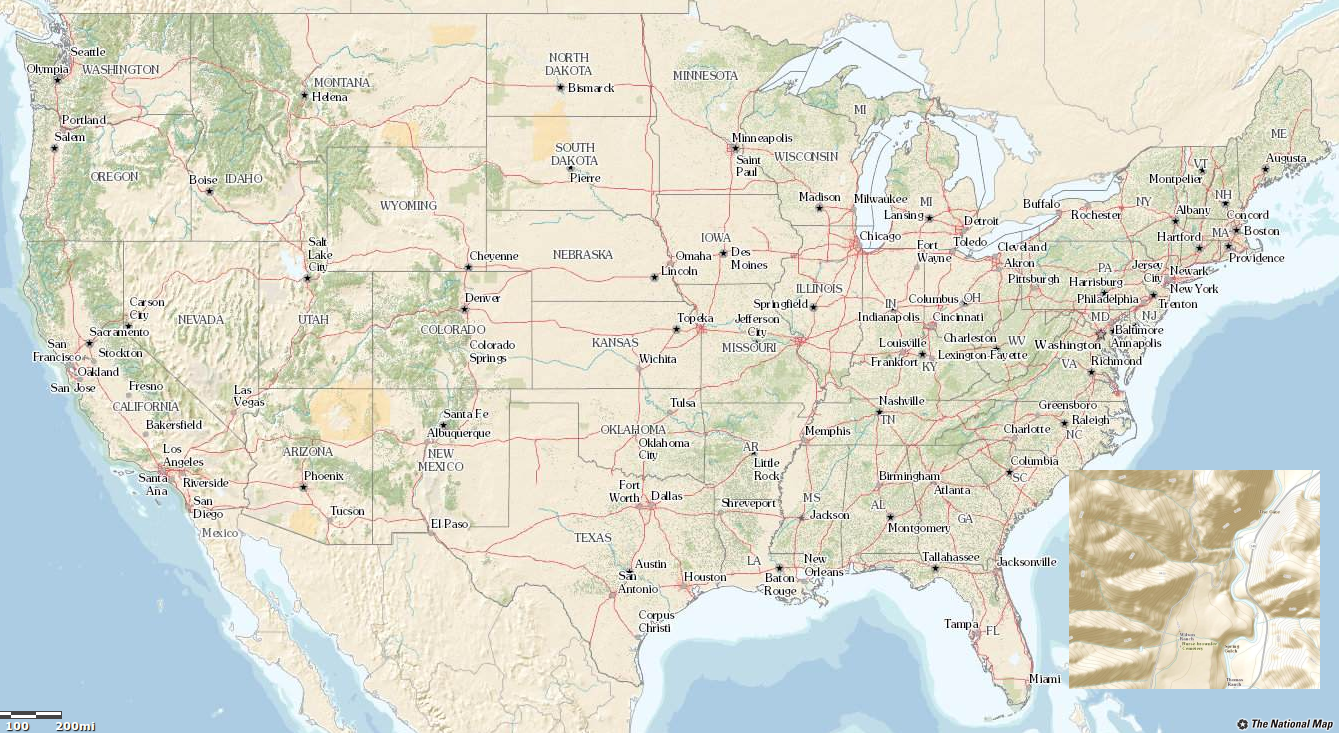 Seattle
Olympia
WASHINGTON
MONTANA
Helena
NORTH
DAKOTA
Bismarck
MINNESOTA
MI
ME
Augusta
Portland
Salem
OREGON
Boise
IDAHO
WYOMING
SOUTH
DAKOTA
Pierre
Minneapolis
Saint
Paul
WISCONSIN
Madison
Milwaukee
MI
Lansing
Detroit
Buffalo
Rochester
NY
VT
Montpelier
NH
Albany
Concord
MA
Boston
Hartford
Providence
Salt
Lake
City
Cheyenne
NEBRASKA
Omaha
Lincoln
IOWA
Des
Moines
Chicago
Fort
Wayne
Toledo
Cleveland
Akron
Pittsburgh
PA
Harrisburg
Jersey
City
Newark
New York
Philadelphia
Trenton
Carson
City
NEVADA
UTAH
Denver
COLORADO
Colorado
Springs
Sacramento
San
Francisco
Stockton
Oakland
San Jose
Fresno
CALIFORNIA
Bakersfield
Las
Vegas
KANSAS
Topeka
Wichita
Springfield
ILLINOIS
Jefferson
City
MISSOURI
IN
Indianapolis
Columbus
OH
Cincinnati
Louisville
Frankfort
KY
Charleston
WV
Lexington-Fayette
MD
NJ
Baltimore
Washington
Annapolis
VA
Richmond
Los
Angeles
Santa
Ana
Riverside
San
Diego
Mexico
ARIZONA
Phoenix
Tucson
Santa Fe
Albuquerque
NEW
MEXICO
El Paso
Tulsa
OKLAHOMA
Oklahoma
City
AR
Little
Rock
Memphis
Nashville
TN
Greensboro
Raleigh
Charlotte
NC
Columbia
SC
Fort
Worth
Dallas
Shreveport
MS
Jackson
Birmingham
AL
Montgomery
Atlanta
GA
TEXAS
Austin
San
Antonio
Houston
Corpus
Christi
LA
Baton
Rouge
New
Orleans
Tallahassee
Jacksonville
Tampa
FL
Miami
Spring
Gulch
Thomas
Ranch
100 200mi
The National Map